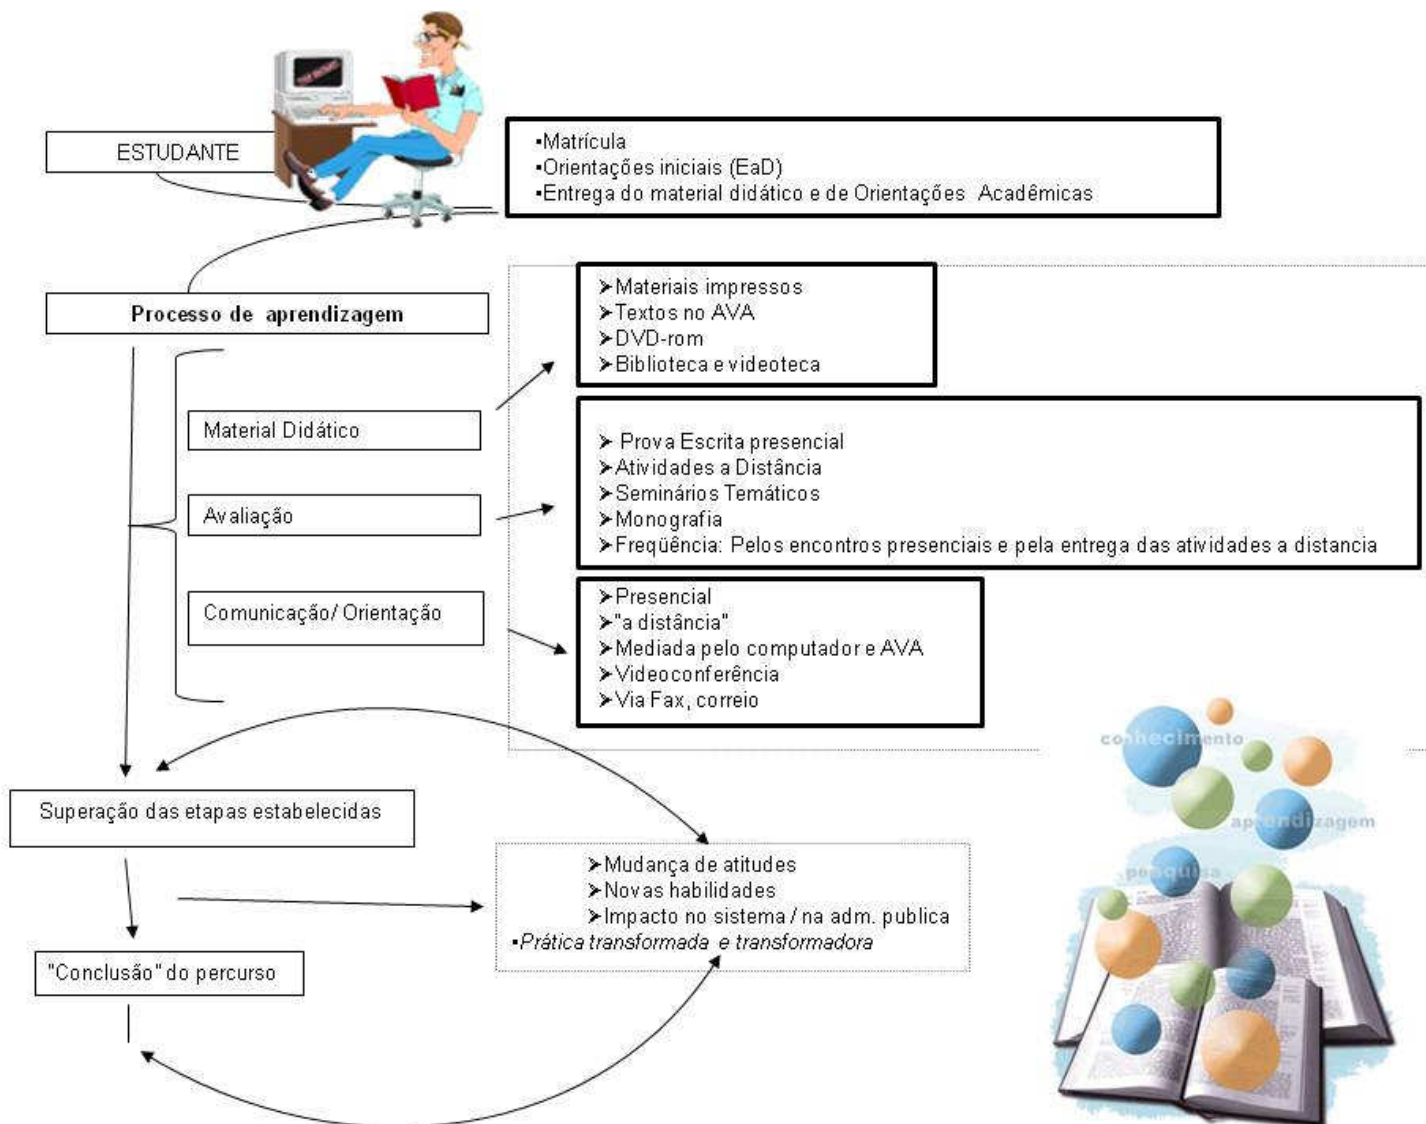 ESTUDANTE
▪Matrícula
▪Orientações iniciais (EaD)
▪Entrega do material didático e de Orientações Acadêmicas
Processo de aprendizagem
➢Materiais impressos
➢Textos no AVA
➢DVD-rom
➢Biblioteca e videoteca
Material Didático
➢Prova Escrita presencial
➢Atividades a Distância
➢Seminários Temáticos
➢Monografia
➢Freqüência: Pelos encontros presenciais e pela entrega das atividades a distancia
Avaliação
Comunicação/ Orientação
➢Presencial
➢"a distância"
➢Mediada pelo computador e AVA
➢Videoconferência
➢Via Fax, correio
Superação das etapas estabelecidas
➢Mudança de atitudes
➢Novas habilidades
➢Impacto no sistema / na adm. publica
▪Prática transformada e transformadora
"Conclusão" do percurso
conhecimento
aprendizagem
pesquisa